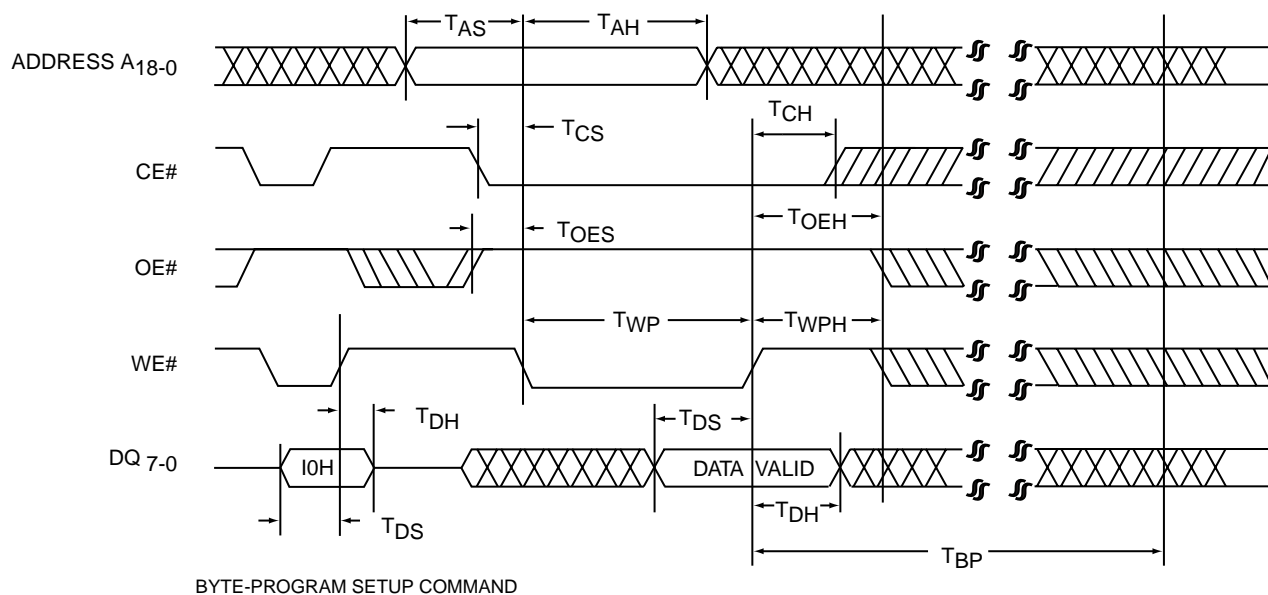 TAS TAH
ADDRESS A18-0
TCH
TCS
CE#
TOES TOEH
OE#
TWP TWPH
WE#
TDH TDS
DQ 7-0 I0H DATA VALID
TDS TDH
TBP
BYTE-PROGRAM SETUP COMMAND